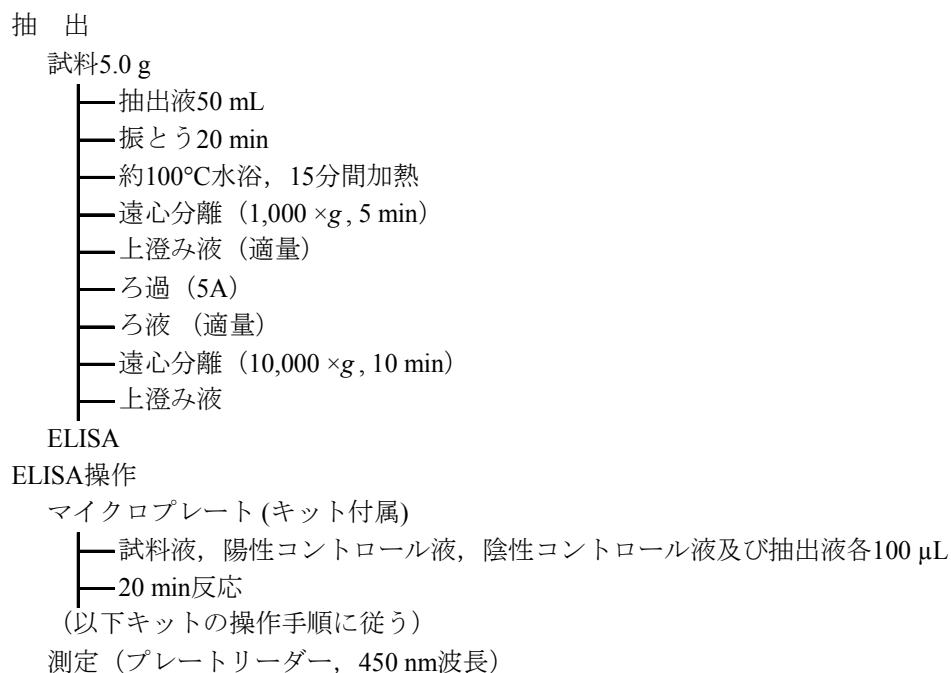 抽　出
試料5.0 g
抽出液50 mL
振とう20 min
約100°C水浴，15分間加熱
遠心分離（1,000 ×g , 5 min）
上澄み液（適量）
ろ過（5A）
ろ液 （適量）
遠心分離（10,000 ×g , 10 min）
上澄み液
ELISA
ELISA操作
マイクロプレート (キット付属)
試料液，陽性コントロール液，陰性コントロール液及び抽出液各100 µL
20 min反応
（以下キットの操作手順に従う）
測定（プレートリーダー，450 nm波長）